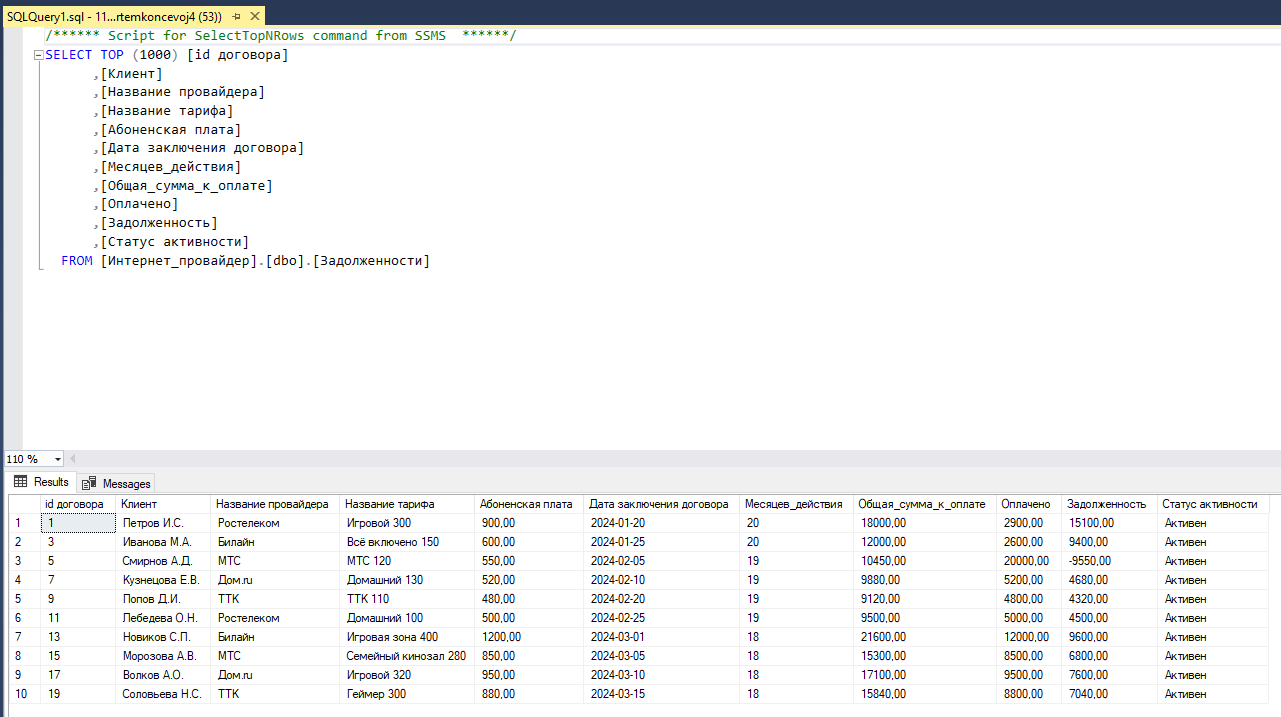 SQLQuery1.sql - 11...rtemkoncevoj4 (53))
/****** Script for SelectTopNRows command from SSMS  ******/
SELECT TOP (1000) [id договора]
,[Клиент]
,[Название провайдера]
,[Название тарифа]
,[Абоненская плата]
,[Дата заключения договора]
,[Месяцев_действия]
,[Общая_сумма_к_оплате]
,[Оплачено]
,[Задолженность]
,[Статус активности]
FROM [Интернет_провайдер].[dbo].[Задолженности]
110 %
Results Messages
id договора Клиент Название провайдера Название тарифа Абоненская плата Дата заключения договора Месяцев_действия Общая_сумма_к_оплате Оплачено Задолженность Статус активности
1 1 Петров И.С. Ростелеком Игровой 300 900,00 2024-01-20 20 18000,00 2900,00 15100,00 Активен
2 3 Иванова М.А. Билайн Всё включено 150 600,00 2024-01-25 20 12000,00 2600,00 9400,00 Активен
3 5 Смирнов А.Д. МТС МТС 120 550,00 2024-02-05 19 10450,00 20000,00 -9550,00 Активен
4 7 Кузнецова Е.В. Дом.ru Домашний 130 520,00 2024-02-10 19 9880,00 5200,00 4680,00 Активен
5 9 Попов Д.И. ТТК ТТК 110 480,00 2024-02-20 19 9120,00 4800,00 4320,00 Активен
6 11 Лебедева О.Н. Ростелеком Домашний 100 500,00 2024-02-25 19 9500,00 5000,00 4500,00 Активен
7 13 Новиков С.П. Билайн Игровая зона 400 1200,00 2024-03-01 18 21600,00 12000,00 9600,00 Активен
8 15 Морозова А.В. МТС Семейный кинозал 280 850,00 2024-03-05 18 15300,00 8500,00 6800,00 Активен
9 17 Волков А.О. Дом.ru Игровой 320 950,00 2024-03-10 18 17100,00 9500,00 7600,00 Активен
10 19 Соловьева Н.С. ТТК Геймер 300 880,00 2024-03-15 18 15840,00 8800,00 7040,00 Активен